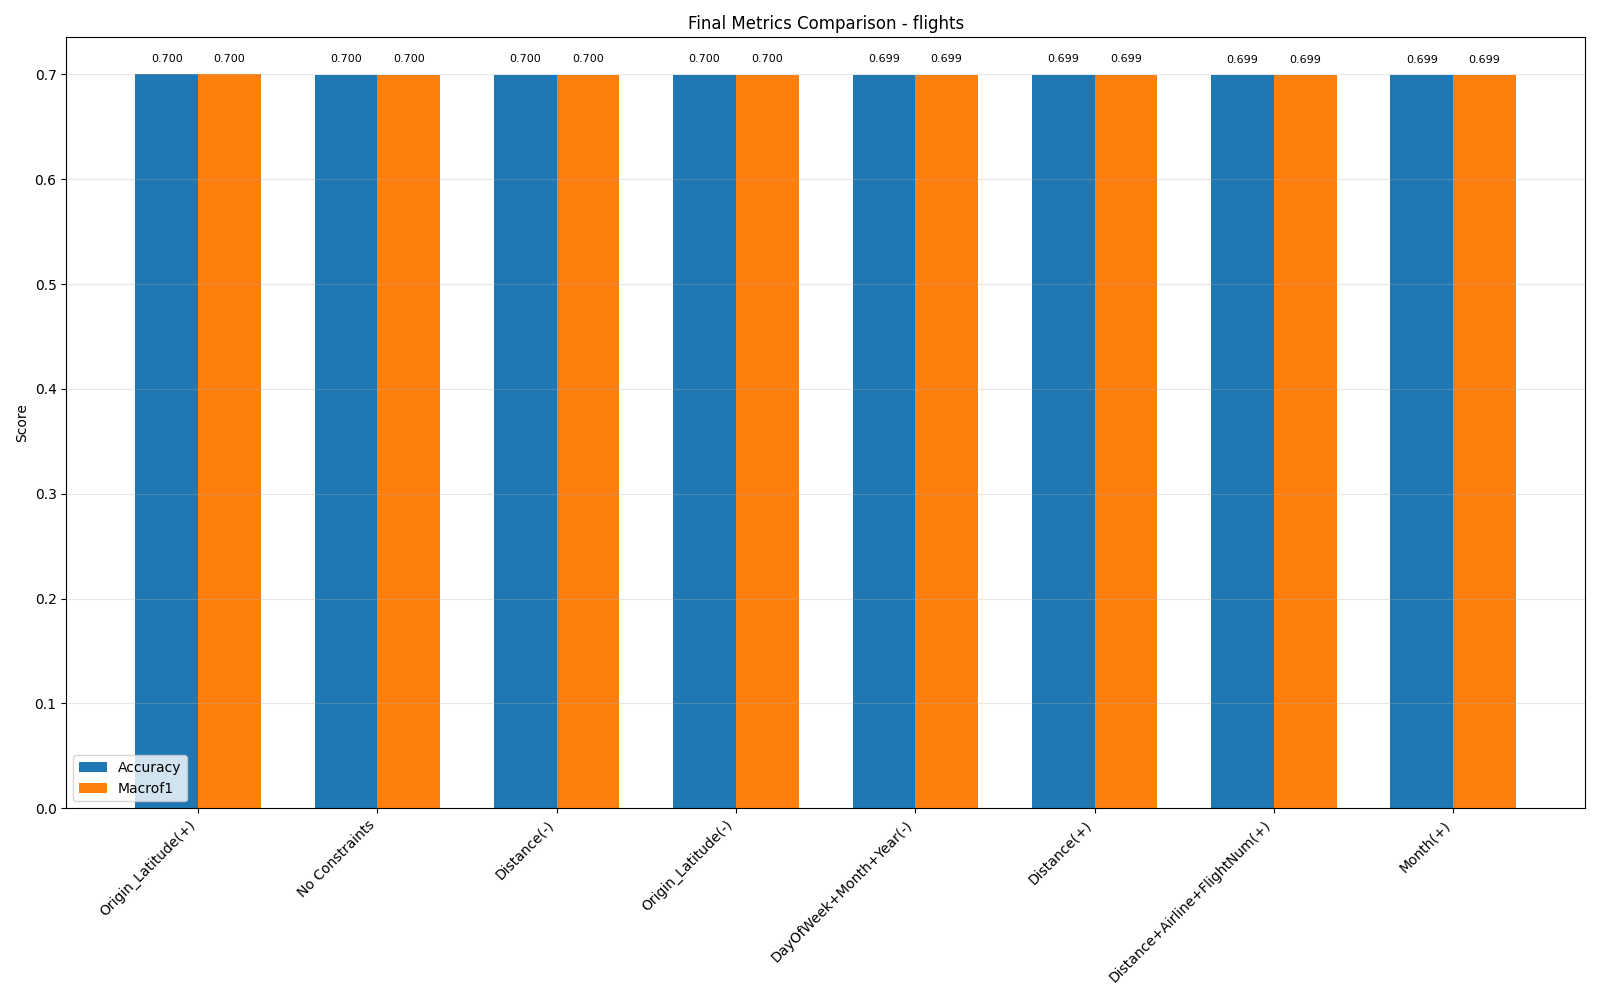 Final Metrics Comparison - flights
0.700 0.700 0.700 0.700 0.700 0.700 0.700 0.700 0.699 0.699 0.699 0.699 0.699 0.699 0.699 0.699
0.7
0.6
0.5
0.4
0.3
0.2
0.1
0.0
Score
Accuracy
Macrof1
Origin_Latitude(+)
No Constraints
Distance(-)
Origin_Latitude(-)
DayOfWeek+Month+Year(-)
Distance(+)
Distance+Airline+FlightNum(+)
Month(+)